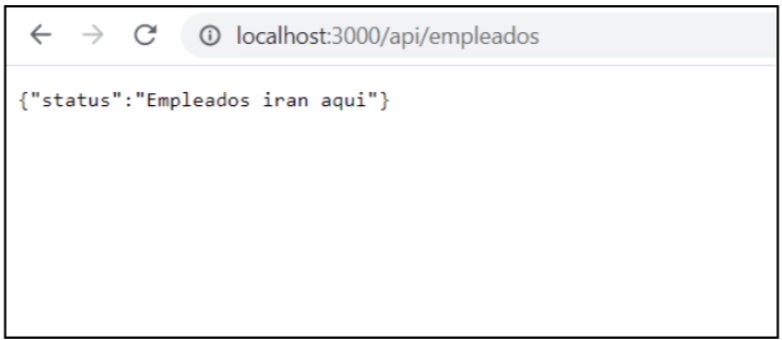 localhost:3000/api/empleados
{"status":"Empleados iran aqui"}